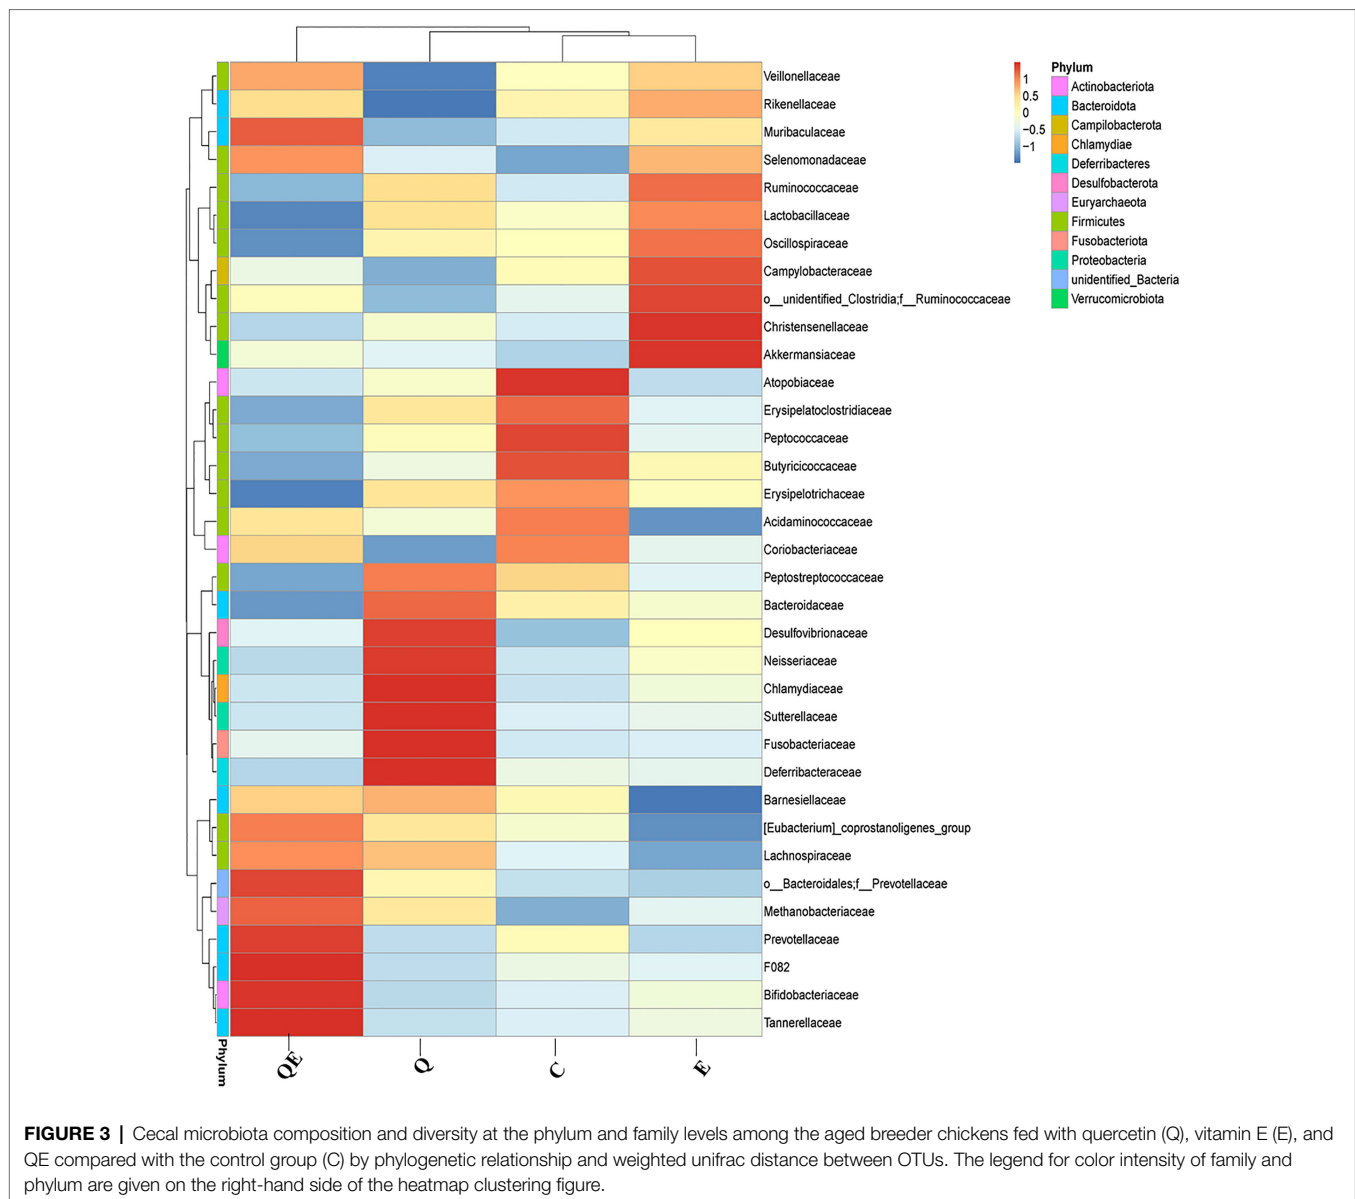 Veillonellaceae
Rikenellaceae
Muribaculaceae
Selenomonadaceae
Ruminococcaceae
Lactobacillaceae
Oscillospiraceae
Campylobacteraceae
o__unidentified_Clostridia;f__Ruminococcaceae
Christensenellaceae
Akkermansiaceae
Atopobiaceae
Erysipelatoclostridiaceae
Peptococcaceae
Butyricicoccaceae
Erysipelotrichaceae
Acidaminococcaceae
Coriobacteriaceae
Peptostreptococcaceae
Bacteroidaceae
Desulfovibrionaceae
Neisseriaceae
Chlamydiaceae
Sutterellaceae
Fusobacteriaceae
Deferribacteraceae
Barnesiellaceae
[Eubacterium]_coprostanoligenes_group
Lachnospiraceae
o__Bacteroidales;f__Prevotellaceae
Methanobacteriaceae
Prevotellaceae
F082
Bifidobacteriaceae
Tannerellaceae
1
0.5
0
−0.5
−1
Phylum
Actinobacteriota
Bacteroidota
Campilobacterota
Chlamydiae
Deferribacteres
Desulfobacterota
Euryarchaeota
Firmicutes
Fusobacteriota
Proteobacteria
unidentified_Bacteria
Verrucomicrobiota
Phylum
QE
Q
C
E
FIGURE 3 | Cecal microbiota composition and diversity at the phylum and family levels among the aged breeder chickens fed with quercetin (Q), vitamin E (E), and
QE compared with the control group (C) by phylogenetic relationship and weighted unifrac distance between OTUs. The legend for color intensity of family and
phylum are given on the right-hand side of the heatmap clustering figure.